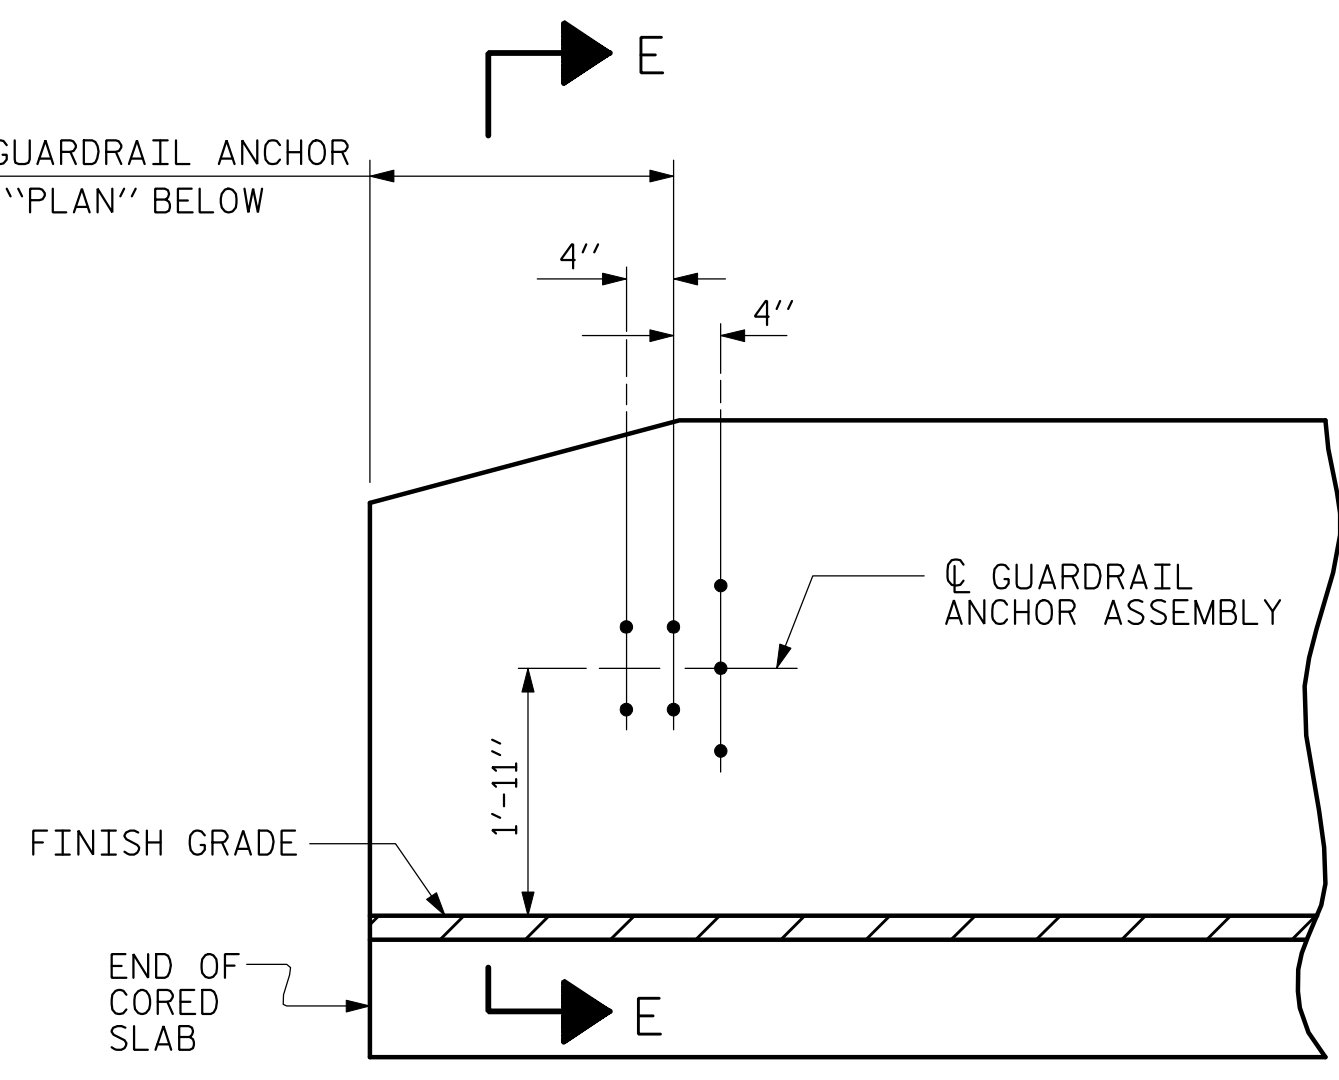 E
GUARDRAIL ANCHOR
"PLAN" BELOW
4"
4"
℄ GUARDRAIL
ANCHOR ASSEMBLY
1'-11"
FINISH GRADE
END OF
CORED
SLAB
E